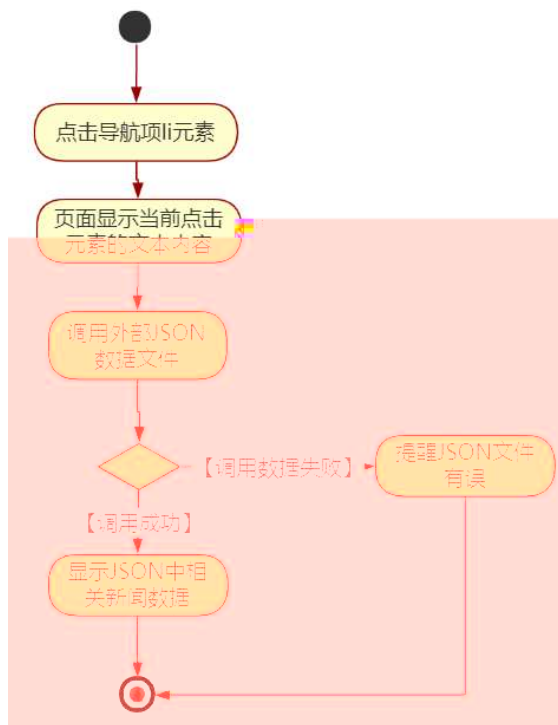 点击导航项li元素
页面显示当前点击
元素的文本内容
调用外部JSON
数据文件
【调用数据失败】
提醒JSON文件
有误
【调用成功】
显示JSON中相
关新闻数据